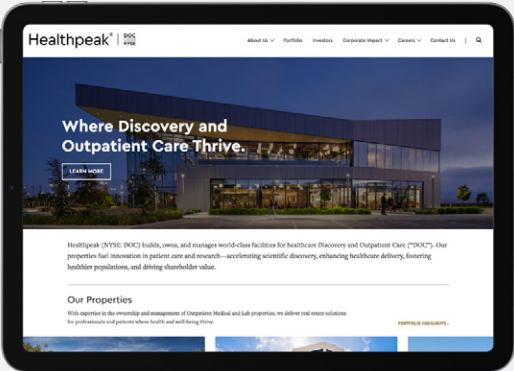 Healthpeak® | DOC
NYSE
About Us Portfolio Investors Corporate Impact Careers Contact Us |
Where Discovery and
Outpatient Care Thrive.
LEARN MORE
Healthpeak (NYSE: DOC) builds, owns, and manages world-class facilities for healthcare Discovery and Outpatient Care (“DOC”). Our
properties fuel innovation in patient care and research—accelerating scientific discovery, enhancing healthcare delivery, fostering
healthier populations, and driving shareholder value.
Our Properties
With expertise in the ownership and management of Outpatient Medical and Lab properties, we deliver real estate solutions
for professionals and patients where health and well-being thrive.
PORTFOLIO HIGHLIGHTS ›